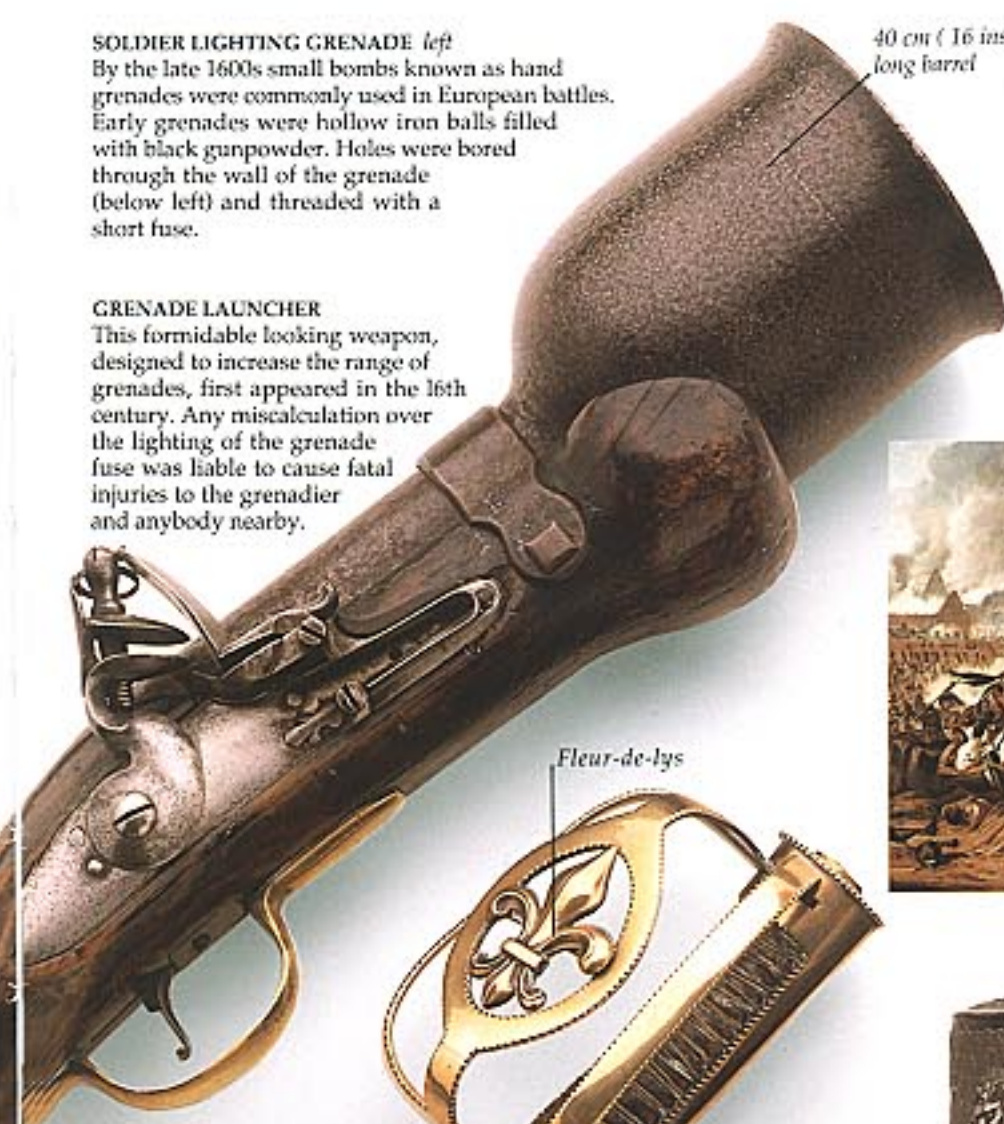 SOLDIER LIGHTING GRENADE left
By the late 1600s small bombs known as hand
grenades were commonly used in European battles.
Early grenades were hollow iron balls filled
with black gunpowder. Holes were bored
through the wall of the grenade
(below left) and threaded with a
short fuse.
GRENADE LAUNCHER
This formidable looking weapon,
designed to increase the range of
grenades, first appeared in the 16th
century. Any miscalculation over
the lighting of the grenade
fuse was liable to cause fatal
injuries to the grenadier
and anybody nearby.
40 cm ( 16 ins
long barrel
Fleur-de-lys